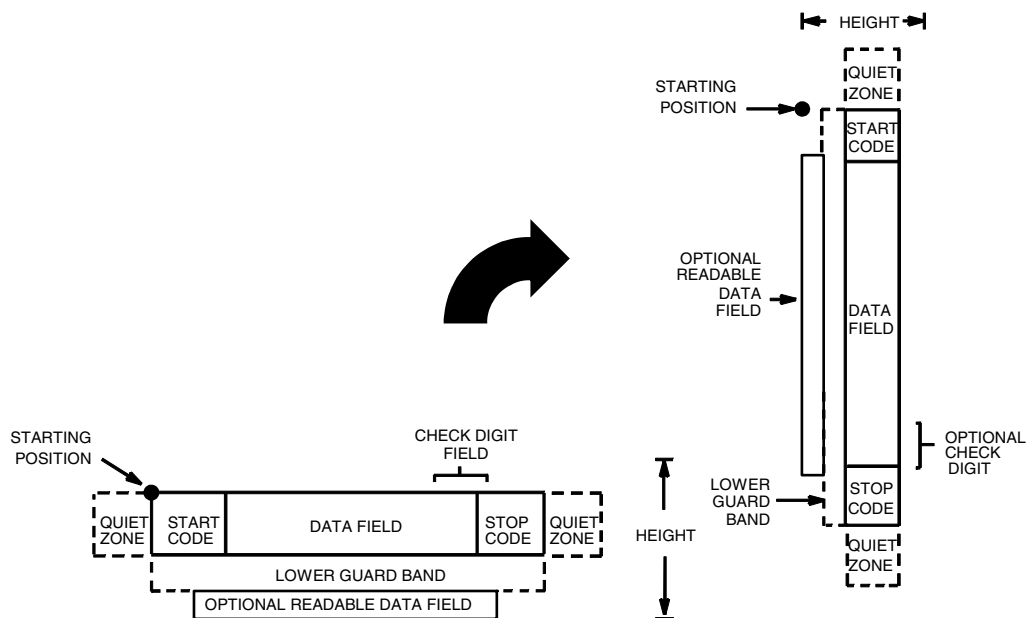 HEIGHT
QUIET
ZONE
STARTING
POSITION
START
CODE
OPTIONAL
READABLE
DATA
FIELD
DATA
FIELD
OPTIONAL
CHECK
DIGIT
LOWER
GUARD
BAND
STOP
CODE
QUIET
ZONE
STARTING
POSITION
CHECK DIGIT
FIELD
QUIET
ZONE
START
CODE
DATA FIELD
STOP
CODE
QUIET
ZONE
HEIGHT
LOWER GUARD BAND
OPTIONAL READABLE DATA FIELD